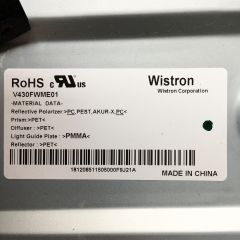 RoHS c UL us Wistron
V430FWME01 Wistron Corporation
-MATERIAL DATA-
Reflective Polarizer:>PC,PEST,AKUR-X,PC<
Prism:>PET<
Diffuser : >PET<
Light Guide Plate : >PMMA<
Reflector : >PET<
181208511505000F9J21A MADE IN CHINA